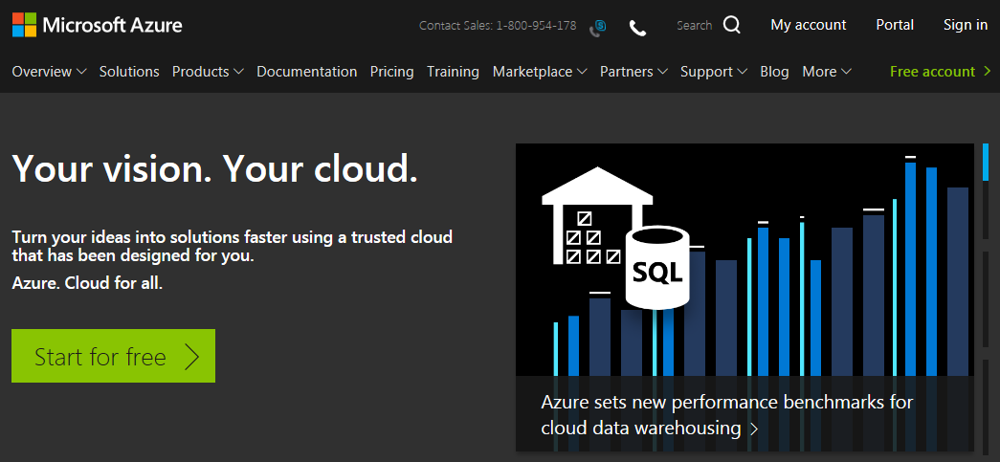 Microsoft Azure
Contact Sales: 1-800-954-178
Search
My account
Portal
Sign in
Overview
Solutions
Products
Documentation
Pricing
Training
Marketplace
Partners
Support
Blog
More
Free account
Your vision. Your cloud.
Turn your ideas into solutions faster using a trusted cloud
that has been designed for you.
Azure. Cloud for all.
Start for free
SQL
Azure sets new performance benchmarks for
cloud data warehousing